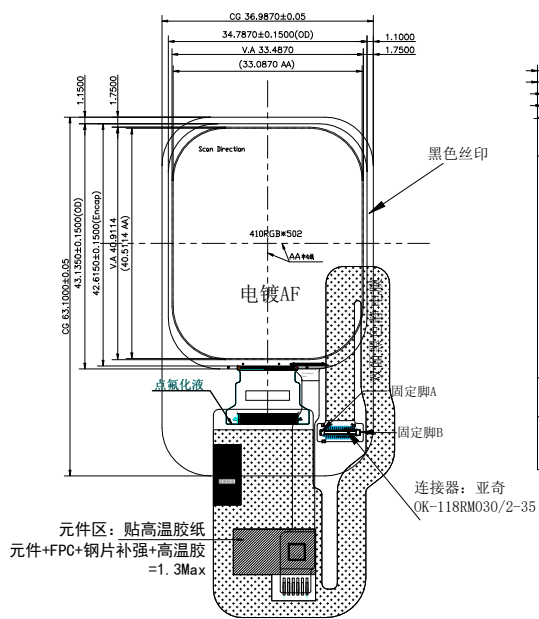 CG 36.9870±0.05
34.7870±0.1500(OD)
1.1000
V.A 33.4870
1.7500
(33.0870 AA)
1.1500
1.7500
CG 63.1000±0.05
43.1350±0.1500(OD)
42.6150±0.1500(Encap)
V.A 40.9114
(40.5114 AA)
Scan Direction
黑色丝印
410RGB*502
AA中心线
电镀AF
点氟化液
固定脚A
固定脚B
连接器：亚奇
OK-118RM030/2-35
元件区：贴高温胶纸
元件+FPC+钢片补强+高温胶
=1.3Max